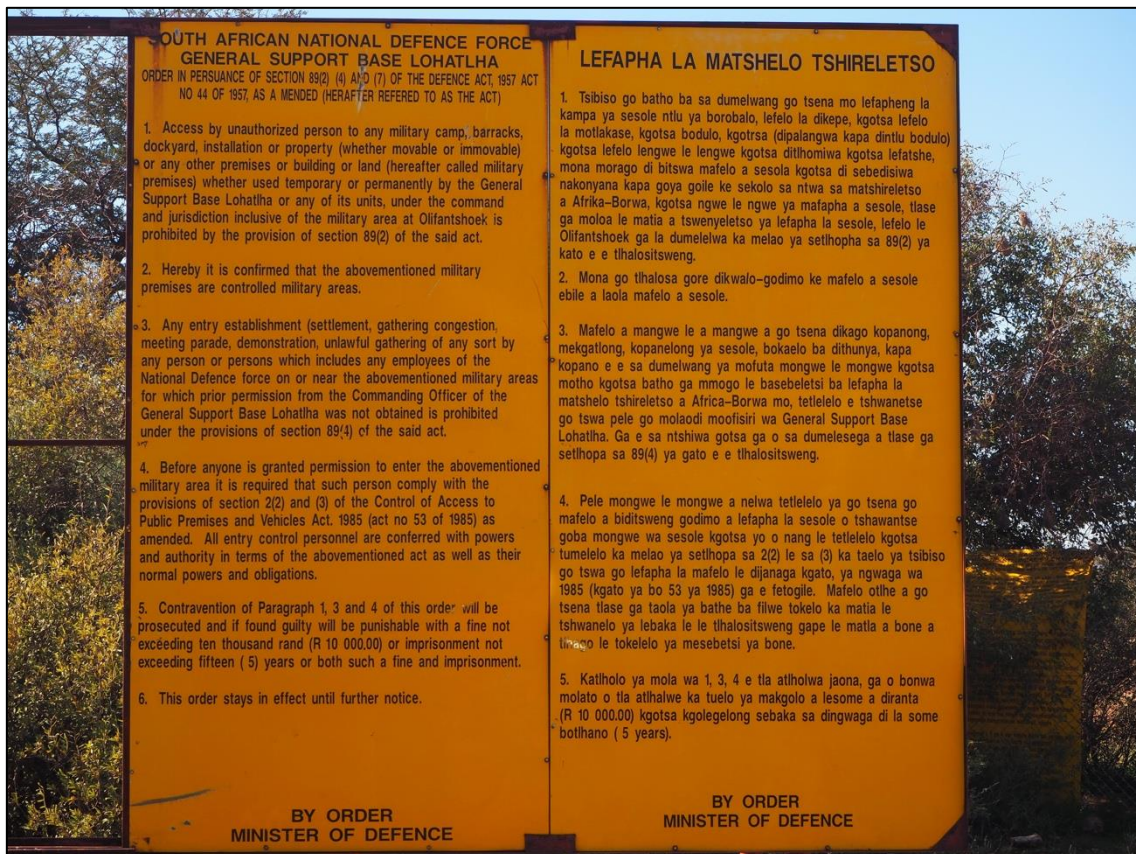 SOUTH AFRICAN NATIONAL DEFENCE FORCE
GENERAL SUPPORT BASE LOHATLHA
ORDER IN PERSUANCE OF SECTION 89(2) (4) AND (7) OF THE DEFENCE ACT, 1957 ACT
NO 44 OF 1957, AS A MENDED (HERAFTER REFERED TO AS THE ACT)
1. Access by unauthorized person to any military camp, barracks,
dockyard, installation or property (whether movable or immovable)
or any other premises or building or land (hereafter called military
premises) whether used temporary or permanently by the General
Support Base Lohatlha or any of its units, under the command
and jurisdiction inclusive of the military area at Olifantshoek is
prohibited by the provision of section 89(2) of the said act.
2. Hereby it is confirmed that the abovementioned military
premises are controlled military areas.
3. Any entry establishment (settlement, gathering congestion,
meeting parade, demonstration, unlawful gathering of any sort by
any person or persons which includes any employees of the
National Defence force on or near the abovementioned military areas
for which prior permission from the Commanding Officer of the
General Support Base Lohatlha was not obtained is prohibited
under the provisions of section 89(4) of the said act.
4. Before anyone is granted permission to enter the abovementioned
military area it is required that such person comply with the
provisions of section 2(2) and (3) of the Control of Access to
Public Premises and Vehicles Act. 1985 (act no 53 of 1985) as
amended. All entry control personnel are conferred with powers
and authority in terms of the abovementioned act as well as their
normal powers and obligations.
5. Contravention of Paragraph 1, 3 and 4 of this order will be
prosecuted and if found guilty will be punishable with a fine not
exceeding ten thousand rand (R 10 000,00) or imprisonment not
exceeding fifteen ( 5) years or both such a fine and imprisonment.
6. This order stays in effect until further notice.
BY ORDER
MINISTER OF DEFENCE
LEFAPHA LA MATSHELO TSHIRELETSO
1. Tsibiso go batho ba sa dumelwang go tsena mo lefapheng la
kampa ya sesole ntlu ya borobalo, lefelo la dikepe, kgotsa lefelo
la motlakase, kgotsa bodulo, kgotrsa (dipalangwa kapa dintlu bodulo)
kgotsa lefelo lengwe le lengwe kgotsa ditlhomiwa kgotsa lefatshe,
mona morago di bitswa mafelo a sesola kgotsa di sebedisiwa
nakonyana kapa goya goile ke sekolo sa ntwa sa matshireletso
a Afrika-Borwa, kgotsa ngwe le ngwe ya mafapha a sesole, tlase
ga moloa le matia a tswenyeletso ya lefapha la sesole, lefelo le
Olifantshoek ga la dumelelwa ka melao ya setlhopha sa 89(2) ya
kato e e tlhalositsweng.
2. Mona go tlhalosa gore dikwalo-godimo ke mafelo a sesole
ebile a laola mafelo a sesole.
3. Mafelo a mangwe le a mangwe a go tsena dikago kopanong,
mekgatlong, kopanelong ya sesole, bokaelo ba dithunya, kapa
kopano e e sa dumelwang ya mofuta mongwe le mongwe kgotsa
motho kgotsa batho ga mmogo le basebeletsi ba lefapha la
matshelo tshireletso a Africa-Borwa mo, tetlelelo e tshwanetse
go tswa pele go molaodi moofisiri wa General Support Base
Lohatlha. Ga e sa ntshiwa gotsa ga o sa dumelesega a tlase ga
setlhopa sa 89(4) ya gato e e tlhalositsweng.
4. Pele mongwe le mongwe a nelwa tetlelelo ya go tsena go
mafelo a biditsweng godimo a lefapha la sesole o tshawantse
goba mongwe wa sesole kgotsa yo o nang le tetlelelo kgotsa
tumelelo ka melao ya setlhopa sa 2(2) le sa (3) ka taelo ya tsibiso
go tswa go lefapha la mafelo le dijanaga kgato, ya ngwaga wa
1985 (kgato ya bo 53 ya 1985) ga e fetogile. Mafelo otlhe a go
tsena tlase ga taola ya bathe ba filwe tokelo ka matia le
tshwanelo ya lebaka le le tlhalositsweng gape le matla a bone a
tlhago le tokelelo ya mesebetsi ya bone.
5. Katlholo ya mola wa 1, 3, 4 e tla atlholwa jaona, ga o bonwa
molato o tla atlhalwe ka tuelo ya makgolo a lesome a diranta
(R 10 000.00) kgotsa kgolegelong sebaka sa dingwaga di la some
botlhano ( 5 years).
BY ORDER
MINISTER OF DEFENCE